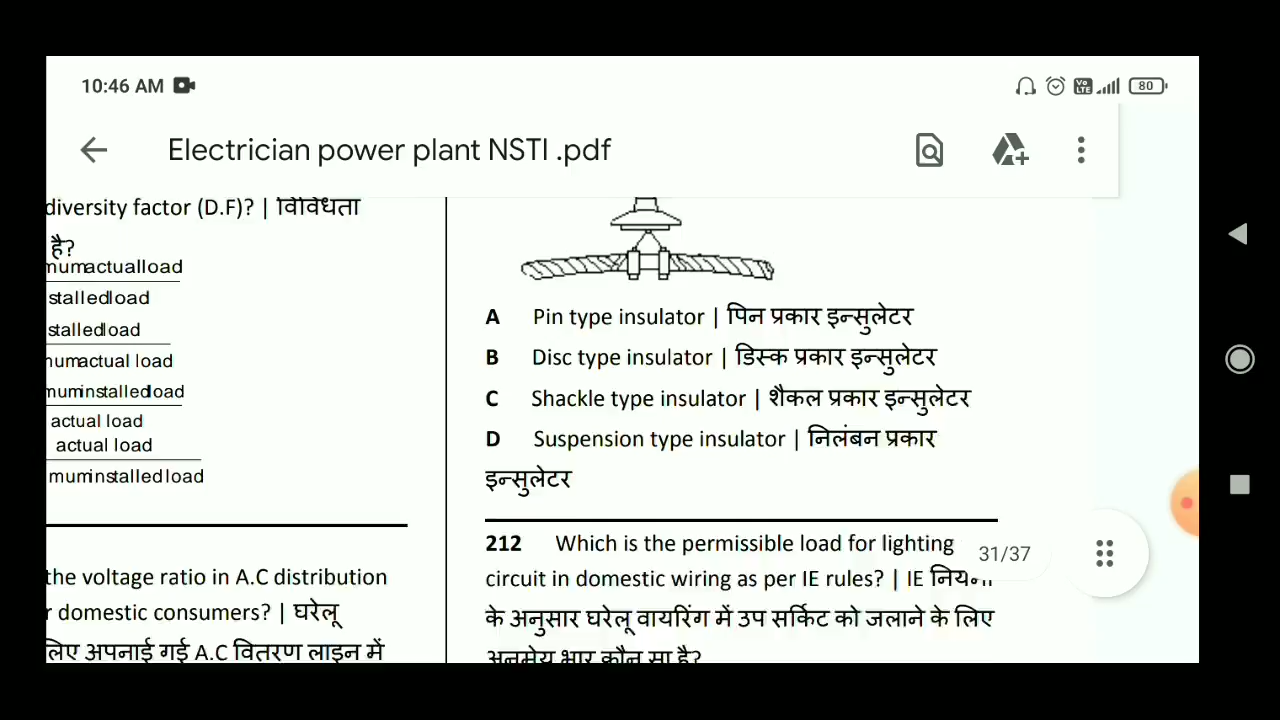 10:46 AM
Vo LTE
80
Electrician power plant NSTI .pdf
diversity factor (D.F)? | विविधता
है?
mumactualload
stalledload
stalledload
mumactual load
muminstalledload
actual load
actual load
muminstalledload
the voltage ratio in A.C distribution
r domestic consumers? | घरेलू
लिए अपनाई गई A.C वितरण लाइन में
A Pin type insulator | पिन प्रकार इन्सुलेटर
B Disc type insulator | डिस्क प्रकार इन्सुलेटर
C Shackle type insulator | शैकल प्रकार इन्सुलेटर
D Suspension type insulator | निलंबन प्रकार
इन्सुलेटर
212 Which is the permissible load for lighting
31/37
circuit in domestic wiring as per IE rules? | IE
के अनुसार घरेलू वायरिंग में उप सर्किट को जलाने के लिए
अनुमेय भार कौन सा है?